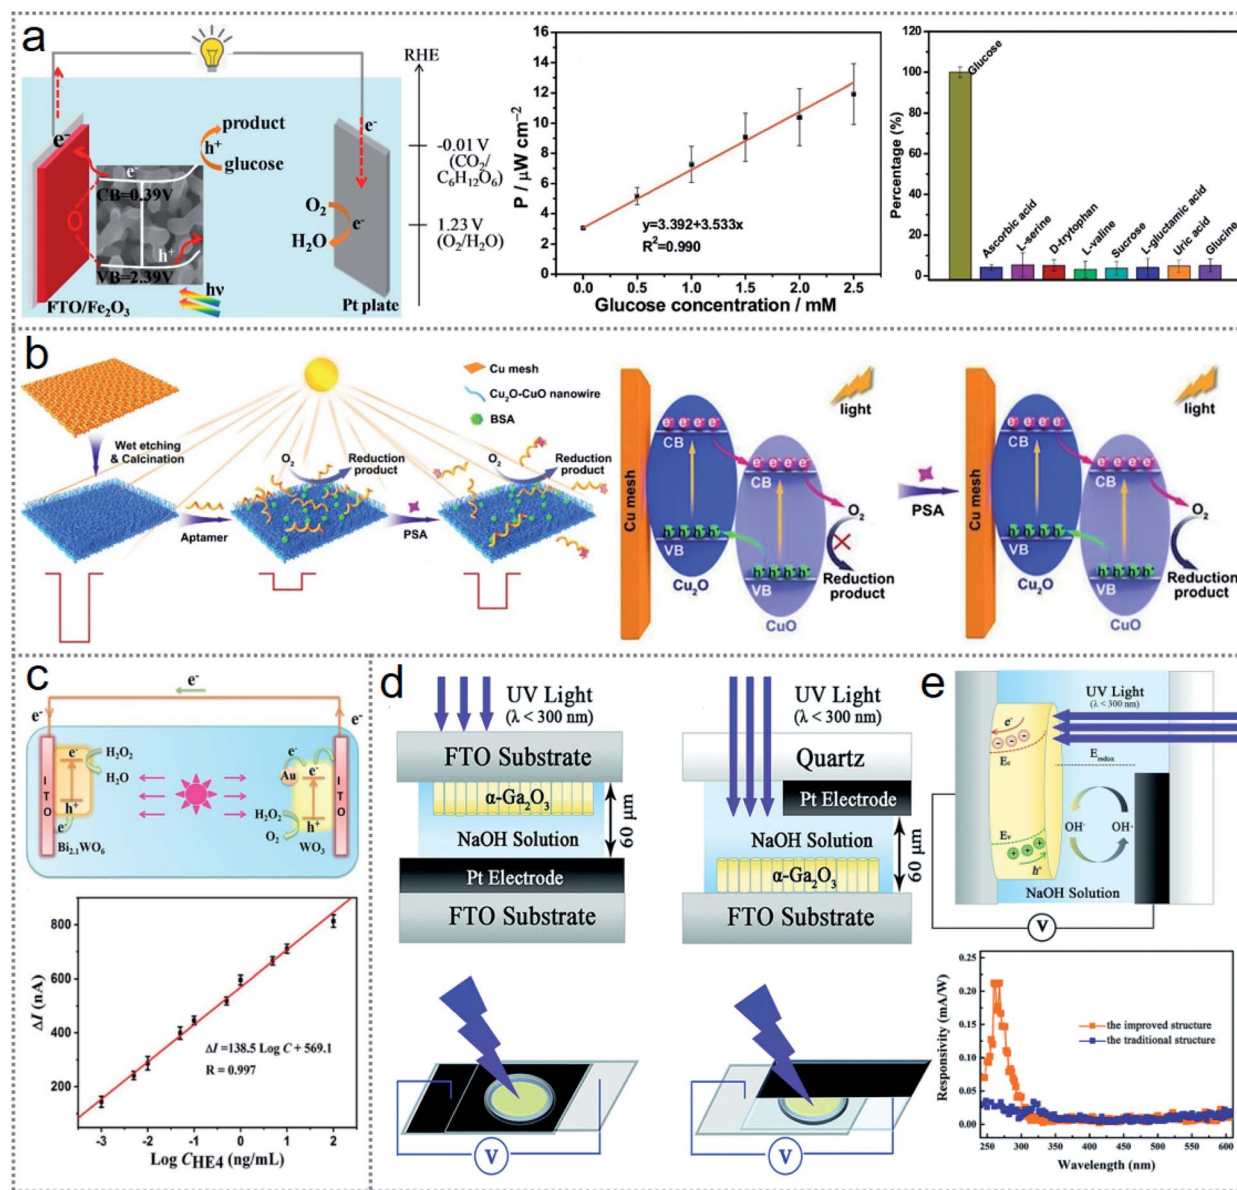 a
RHE
e⁻
product
h⁺
glucose
e⁻
CB=0.39V
h⁺
VB=2.39V
hν
FTO/Fe₂O₃
e⁻
O₂
e⁻
H₂O
Pt plate
-0.01 V
(CO₂/
C₆H₁₂O₆)
1.23 V
(O₂/H₂O)
P / μW cm⁻²
16
14
12
10
8
6
4
2
0
y=3.392+3.533x
R²=0.990
0.0 0.5 1.0 1.5 2.0 2.5
Glucose concentration / mM
Percentage (%)
120
100
80
60
40
20
0
Glucose
Ascorbic acid
L-serine
D-trytophan
L-valine
Sucrose
L-gluctamic acid
Uric acid
Glucine
b
Cu mesh
Cu₂O-CuO nanowire
BSA
Wet etching
& Calcination
Aptamer
O₂
Reduction
product
PSA
O₂
Reduction
product
Cu mesh
light
e⁻ e⁻ e⁻ e⁻
CB
e⁻ e⁻ e⁻ e⁻
CB
O₂
h⁺ h⁺ h⁺ h⁺
VB
Cu₂O
h⁺ h⁺ h⁺ h⁺
VB
CuO
Reduction
product
PSA
Cu mesh
light
e⁻ e⁻ e⁻ e⁻
CB
e⁻ e⁻ e⁻ e⁻
CB
O₂
h⁺ h⁺ h⁺ h⁺
VB
Cu₂O
h⁺ h⁺ h⁺ h⁺
VB
CuO
Reduction
product
c
e⁻
e⁻
e⁻
ITO
e⁻
H₂O₂
H₂O
h⁺
e⁻
Bi₂.₁WO₆
e⁻
Au
e⁻
H₂O₂
O₂
h⁺
WO₃
ITO
ΔI (nA)
800
600
400
200
ΔI =138.5 Log C + 569.1
R = 0.997
-3 -2 -1 0 1 2
Log CHE4 (ng/mL)
d
UV Light
(λ < 300 nm)
FTO Substrate
α-Ga₂O₃
NaOH Solution
60 μm
Pt Electrode
FTO Substrate
V
UV Light
(λ < 300 nm)
Quartz
Pt Electrode
NaOH Solution
60 μm
α-Ga₂O₃
FTO Substrate
V
e
UV Light
(λ < 300 nm)
e⁻
Ec
Eredox
OH⁻
OH·
Ev
h⁺
NaOH Solution
V
Responsivity (mA/W)
0.25
0.20
0.15
0.10
0.05
0.00
the improved structure
the traditional structure
250 300 350 400 450 500 550 600
Wavelength (nm)